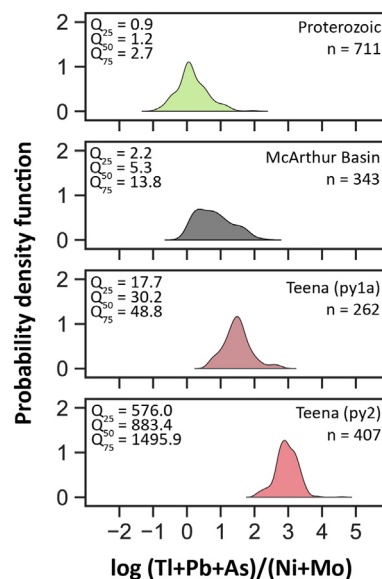 Probability density function
Q25 = 0.9
Q50 = 1.2
Q75 = 2.7
Proterozoic
n = 711
2
1
0
Q25 = 2.2
Q50 = 5.3
Q75 = 13.8
McArthur Basin
n = 343
2
1
0
Q25 = 17.7
Q50 = 30.2
Q75 = 48.8
Teena (py1a)
n = 262
2
1
0
Q25 = 576.0
Q50 = 883.4
Q75 = 1495.9
Teena (py2)
n = 407
2
1
0
−2 −1 0 1 2 3 4 5
log (Tl+Pb+As)/(Ni+Mo)